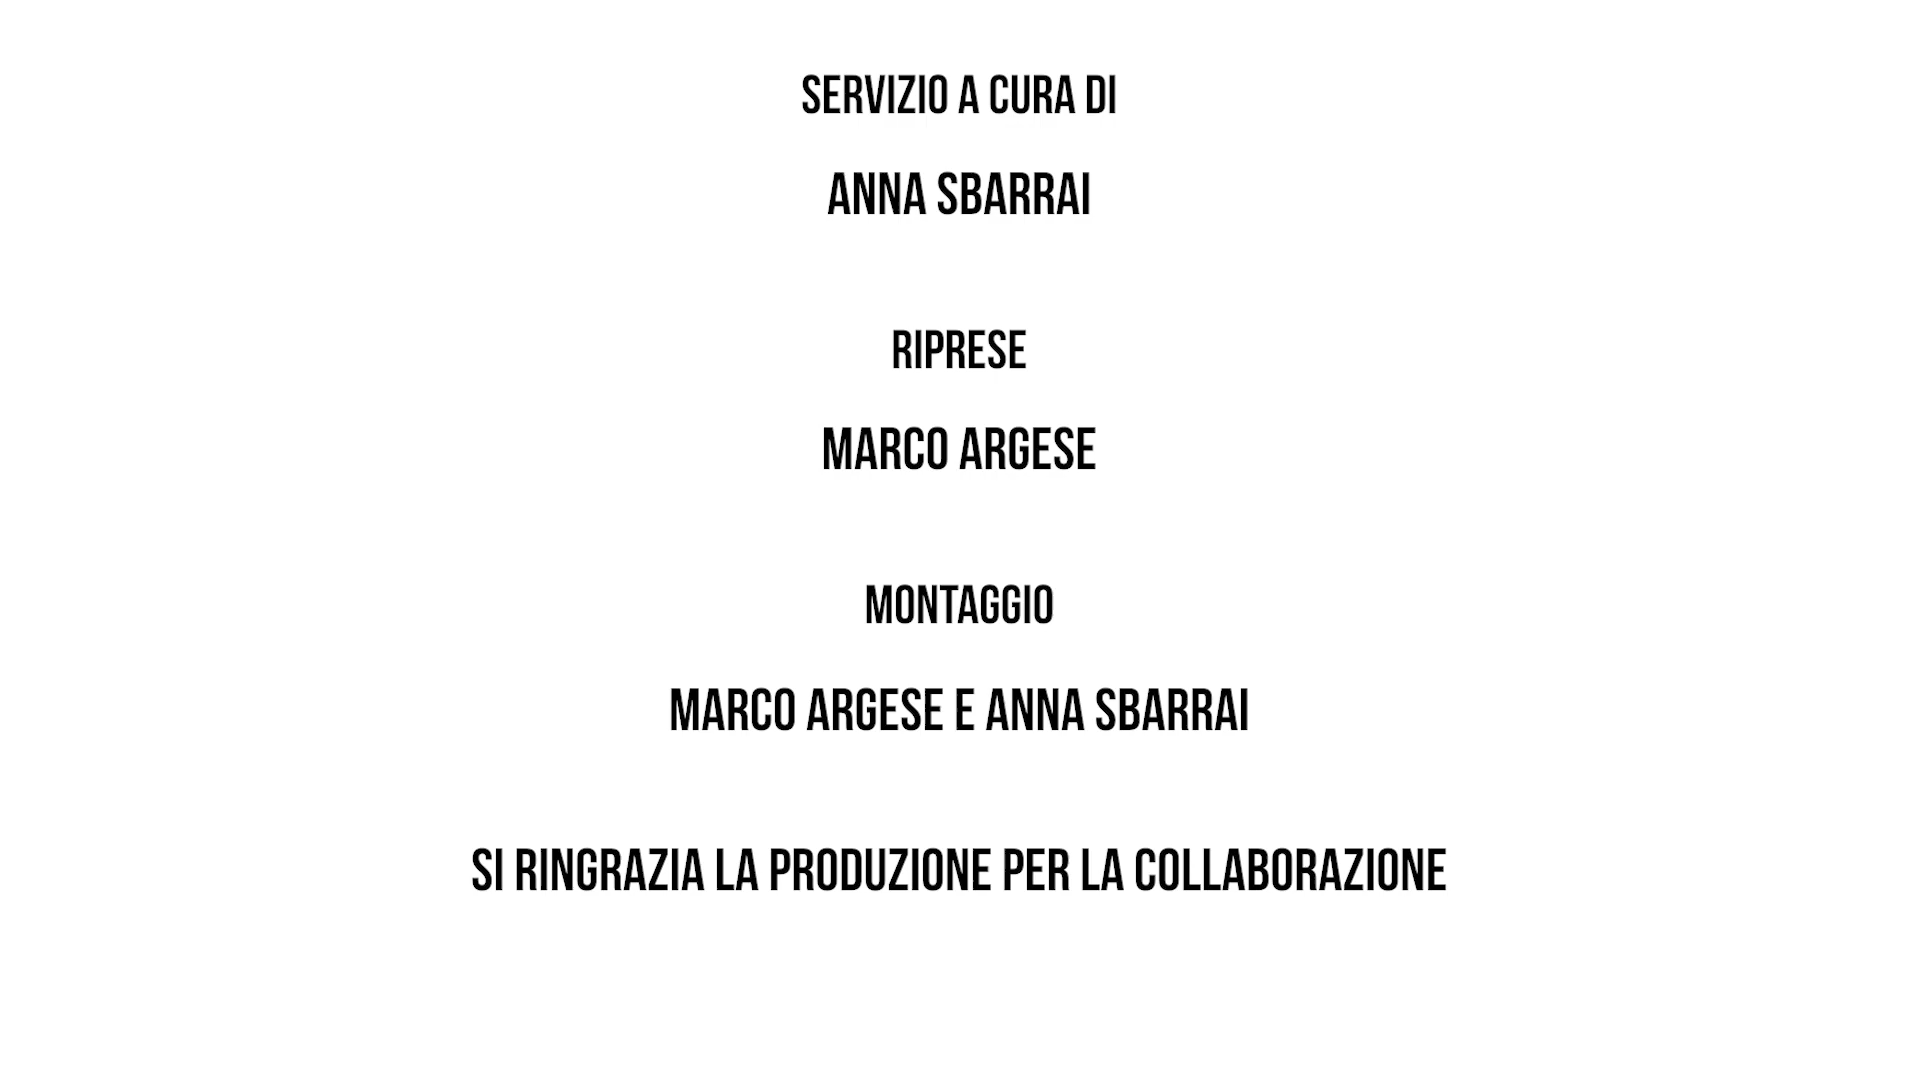 SERVIZIO A CURA DI
ANNA SBARRAI
RIPRESE
MARCO ARGESE
MONTAGGIO
MARCO ARGESE E ANNA SBARRAI
SI RINGRAZIA LA PRODUZIONE PER LA COLLABORAZIONE